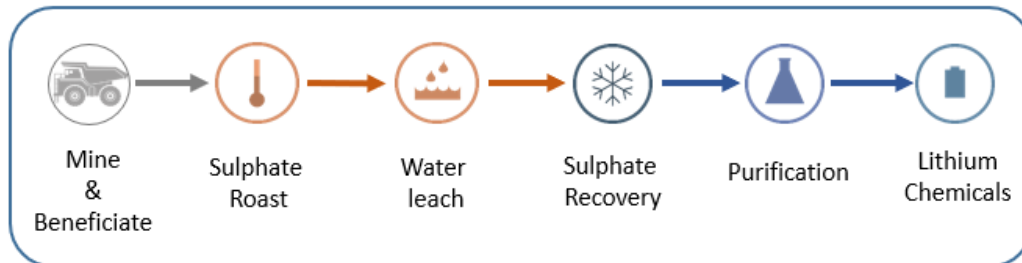 Mine
&
Beneficiate
Sulphate
Roast
Water
leach
Sulphate
Recovery
Purification
Lithium
Chemicals